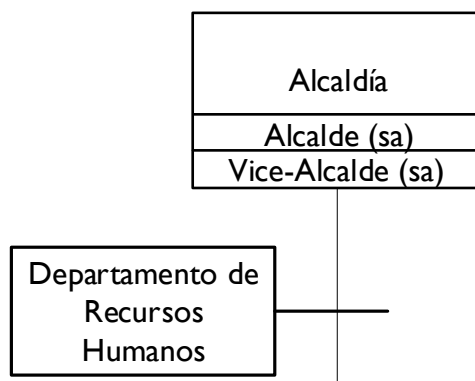 Alcaldía
Alcalde (sa)
Vice-Alcalde (sa)
Departamento de
Recursos
Humanos